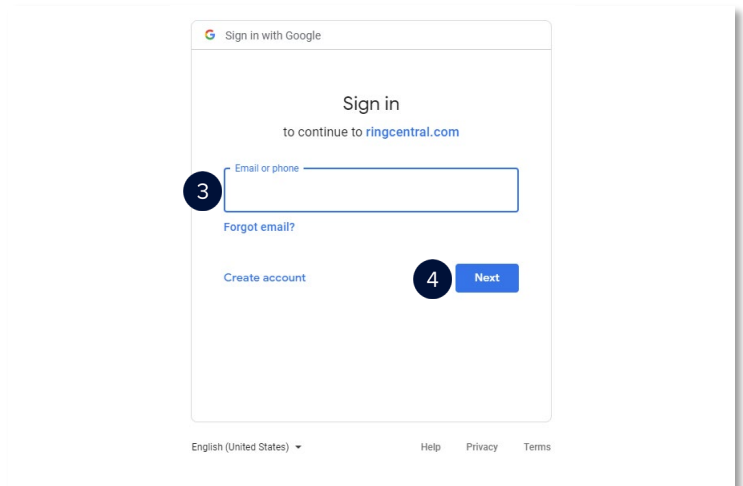 Sign in with Google
Sign in
to continue to ringcentral.com
Email or phone
3
Forgot email?
Create account
4
Next
English (United States)
Help Privacy Terms